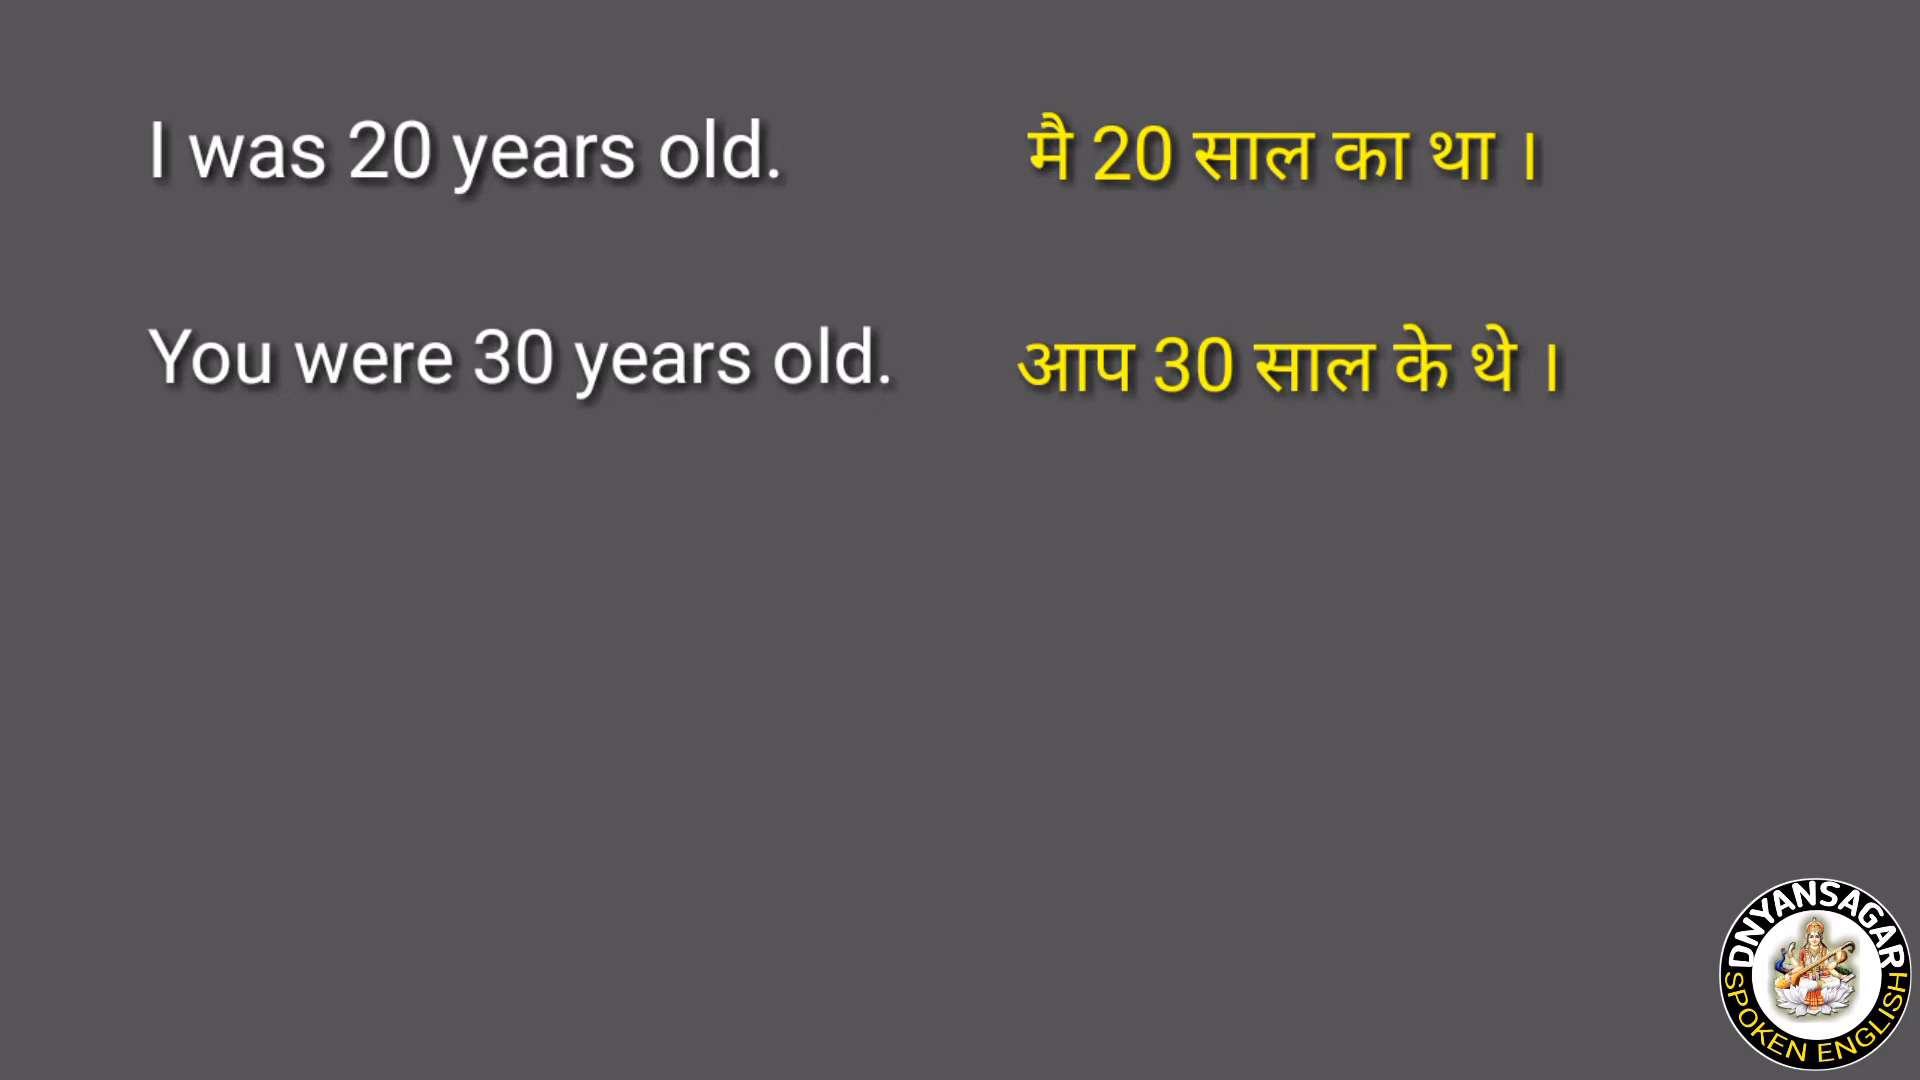 I was 20 years old. मै 20 साल का था ।
You were 30 years old. आप 30 साल के थे ।
DNYANSAGAR
SPOKEN ENGLISH